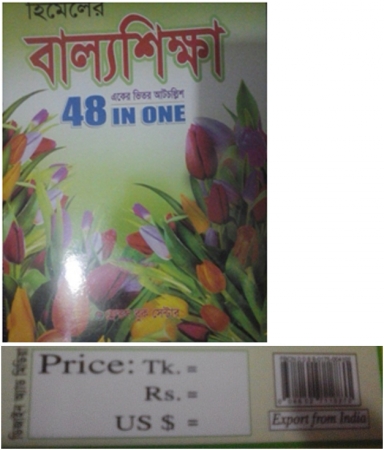 হিমেলের
বাল্যশিক্ষা
একের ভিতর আটচল্লিশ
48 IN ONE
বুক সেন্টার
Price: Tk. =
Rs. =
US $ =
Export from India